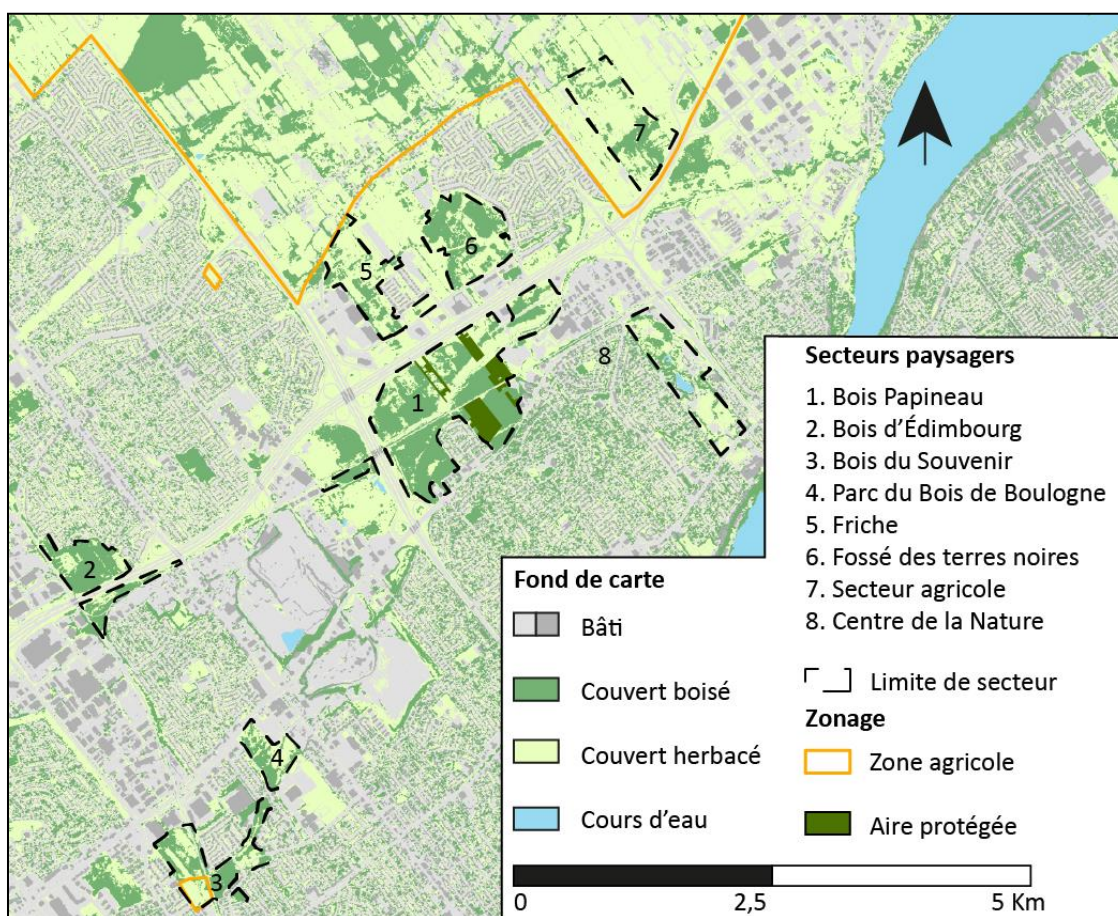 7
6
5
8
1
2
4
3
Secteurs paysagers
1. Bois Papineau
2. Bois d’Édimbourg
3. Bois du Souvenir
4. Parc du Bois de Boulogne
5. Friche
6. Fossé des terres noires
7. Secteur agricole
8. Centre de la Nature
Limite de secteur
Zonage
Zone agricole
Aire protégée
Fond de carte
Bâti
Couvert boisé
Couvert herbacé
Cours d’eau
0 2,5 5 Km